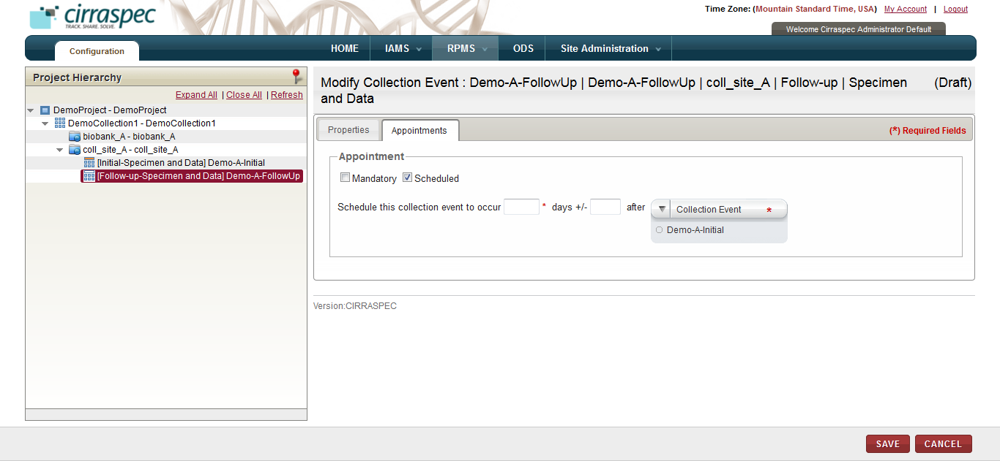 cirraspec
TRACK. SHARE. SOLVE.
Time Zone: (Mountain Standard Time, USA) My Account | Logout
Welcome Cirraspec Administrator Default
Configuration
HOME IAMS RPMS ODS Site Administration
Project Hierarchy
Expand All | Close All | Refresh
DemoProject - DemoProject
DemoCollection1 - DemoCollection1
biobank_A - biobank_A
coll_site_A - coll_site_A
[Initial-Specimen and Data] Demo-A-Initial
[Follow-up-Specimen and Data] Demo-A-FollowUp
Modify Collection Event : Demo-A-FollowUp | Demo-A-FollowUp | coll_site_A | Follow-up | Specimen (Draft)
and Data
Properties Appointments (*) Required Fields
Appointment
Mandatory Scheduled
Schedule this collection event to occur * days +/- after Collection Event *
Demo-A-Initial
Version:CIRRASPEC
SAVE CANCEL